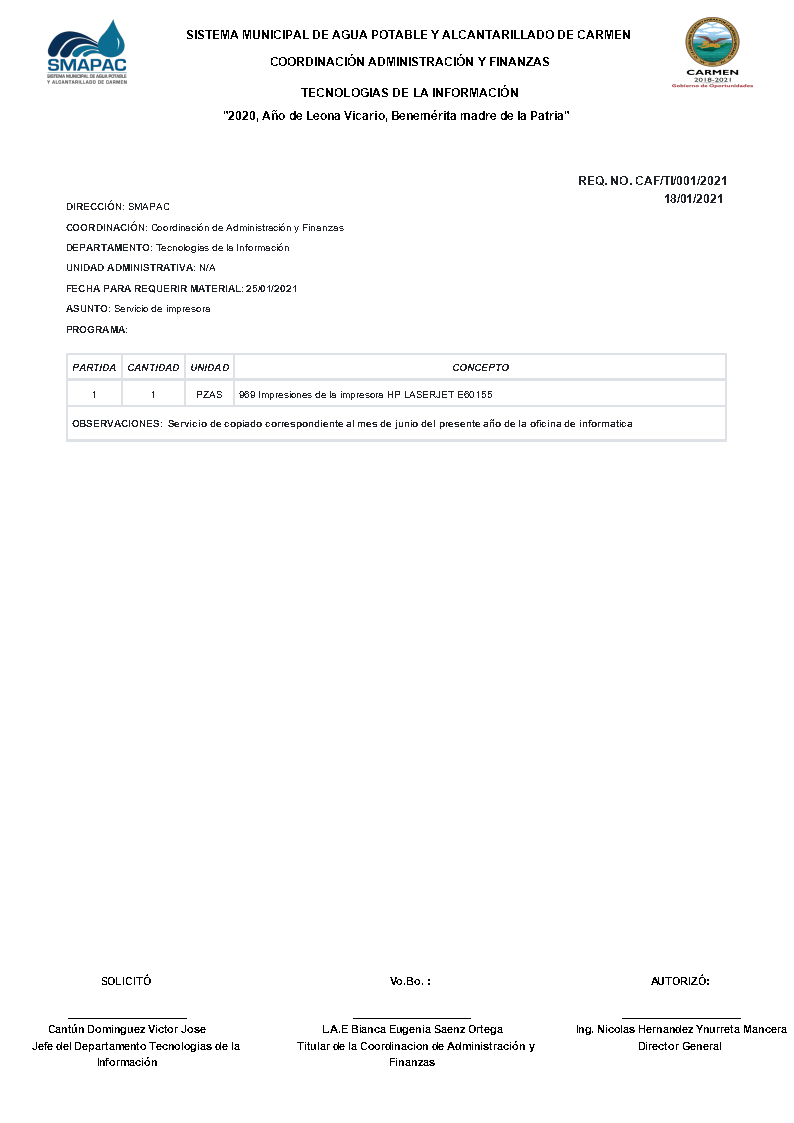 SMAPAC
SISTEMA MUNICIPAL DE AGUA POTABLE
Y ALCANTARILLADO DE CARMEN
SISTEMA MUNICIPAL DE AGUA POTABLE Y ALCANTARILLADO DE CARMEN
COORDINACIÓN ADMINISTRACIÓN Y FINANZAS
TECNOLOGIAS DE LA INFORMACIÓN
"2020, Año de Leona Vicario, Benemérita madre de la Patria"
CARMEN
2018-2021
Gobierno de Oportunidades
REQ. NO. CAF/TI/001/2021
18/01/2021
DIRECCIÓN: SMAPAC
COORDINACIÓN: Coordinación de Administración y Finanzas
DEPARTAMENTO: Tecnologias de la Información
UNIDAD ADMINISTRATIVA: N/A
FECHA PARA REQUERIR MATERIAL: 25/01/2021
ASUNTO: Servicio de impresora
PROGRAMA:
PARTIDA CANTIDAD UNIDAD CONCEPTO
1 1 PZAS 969 Impresiones de la impresora HP LASERJET E60155
OBSERVACIONES: Servicio de copiado correspondiente al mes de junio del presente año de la oficina de informatica
SOLICITÓ Vo.Bo. : AUTORIZÓ:
Cantún Dominguez Victor Jose L.A.E Bianca Eugenia Saenz Ortega Ing. Nicolas Hernandez Ynurreta Mancera
Jefe del Departamento Tecnologias de la Titular de la Coordinacion de Administración y Director General
Información Finanzas